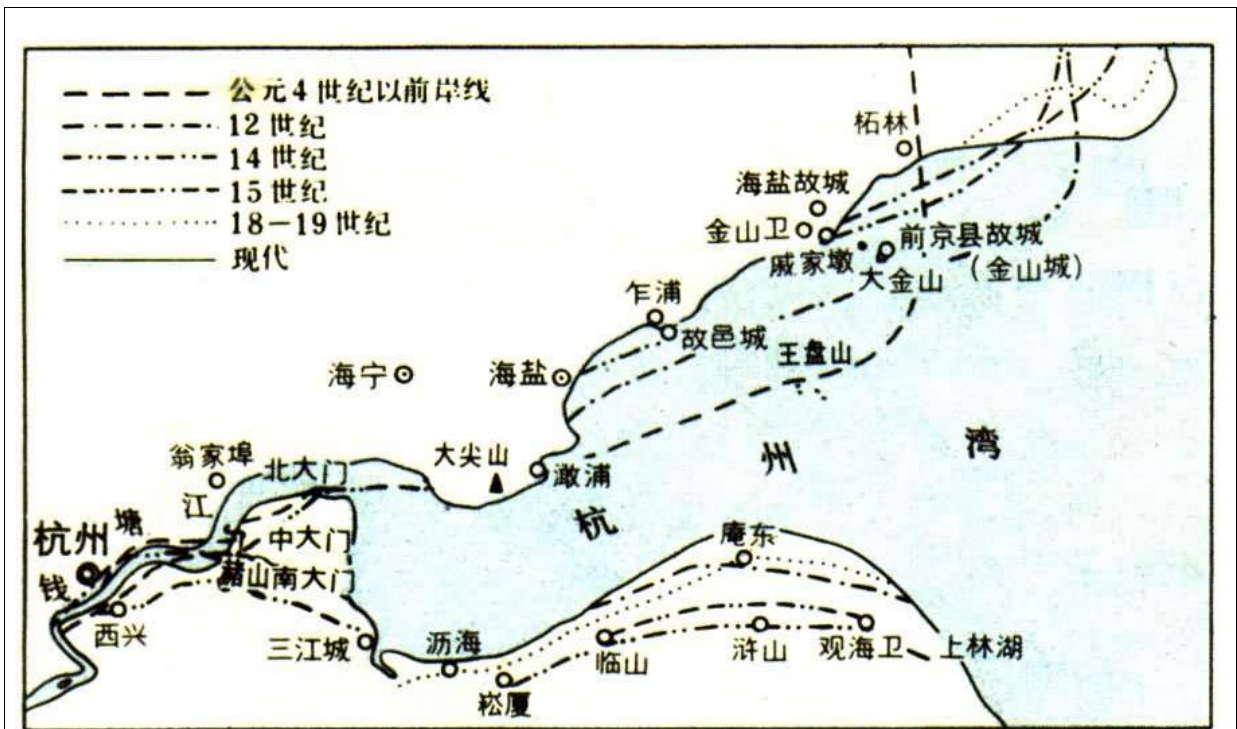 公元4世纪以前岸线
12世纪
14世纪
15世纪
18-19世纪
现代
柘林
海盐故城
金山卫
前京县故城
戚家墩
大金山
(金山城)
乍浦
故邑城
王盘山
海宁
海盐
翁家埠
北大门
大尖山
澉浦
州
湾
江
杭
塘
杭州
中大门
庵东
钱
赭山
南大门
西兴
三江城
沥海
临山
浒山
观海卫
上林湖
崧厦